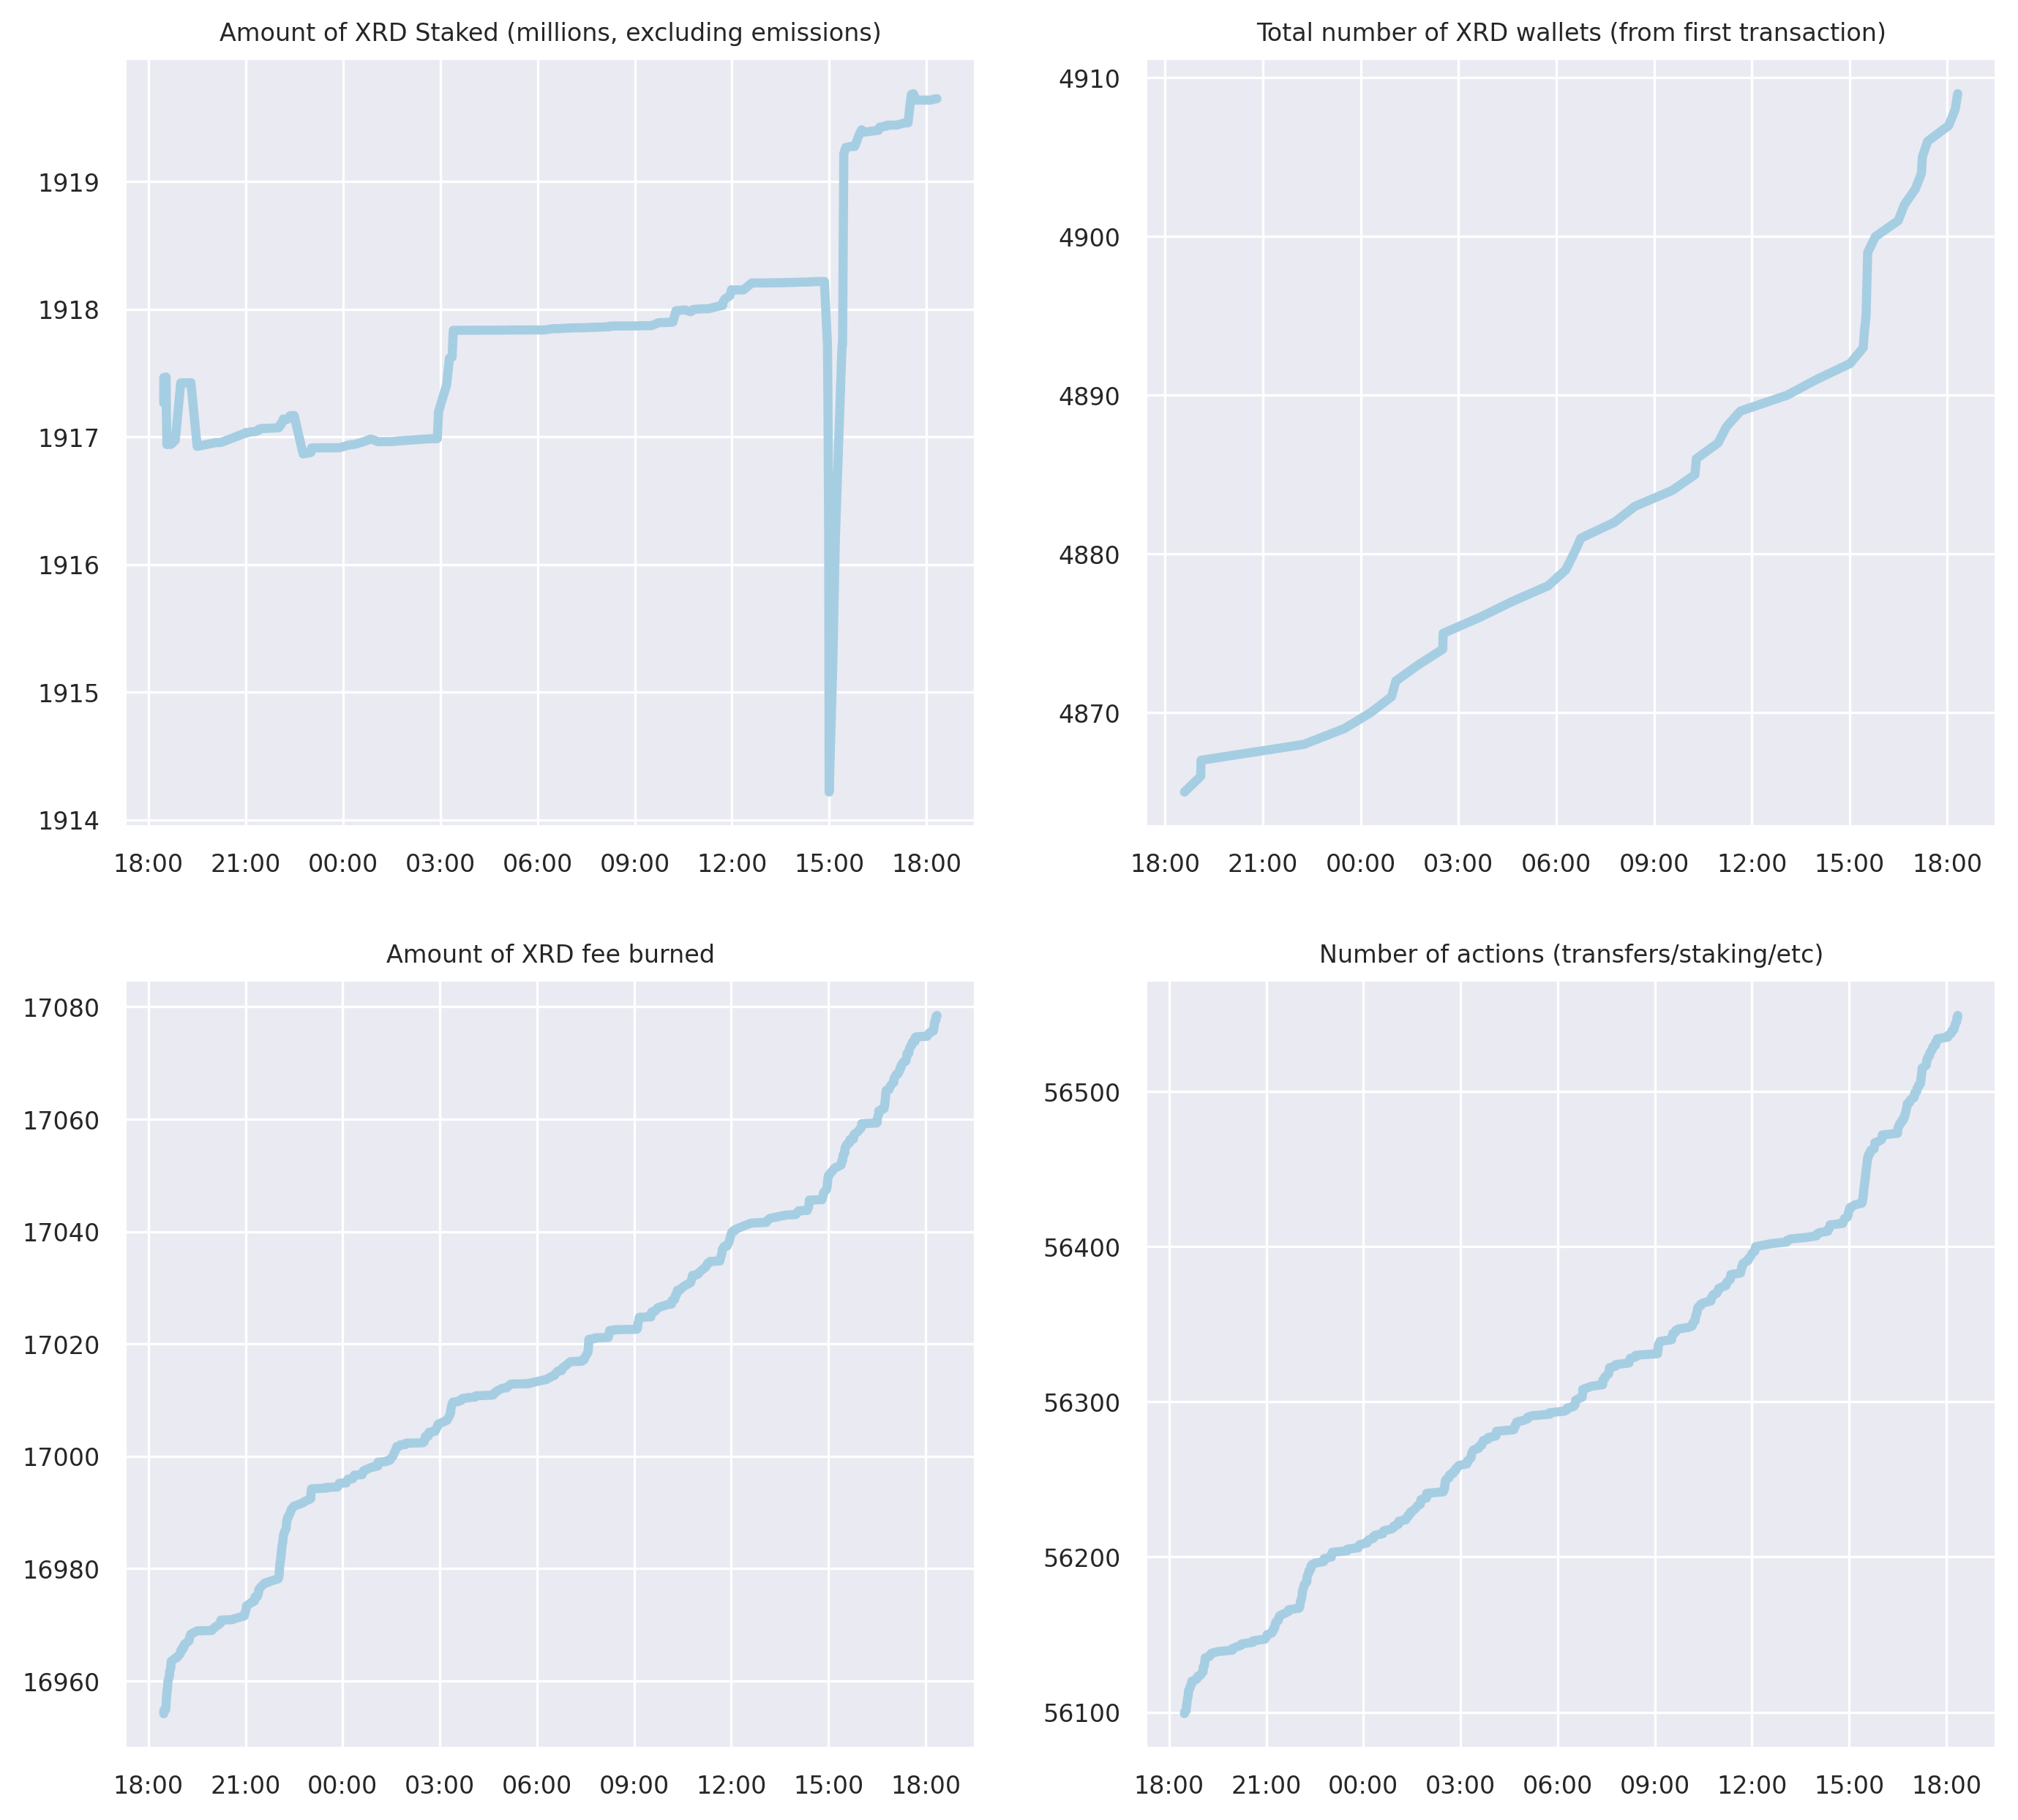 Amount of XRD Staked (millions, excluding emissions)
1919
1918
1917
1916
1915
1914
18:00 21:00 00:00 03:00 06:00 09:00 12:00 15:00 18:00
Total number of XRD wallets (from first transaction)
4910
4900
4890
4880
4870
18:00 21:00 00:00 03:00 06:00 09:00 12:00 15:00 18:00
Amount of XRD fee burned
17080
17060
17040
17020
17000
16980
16960
18:00 21:00 00:00 03:00 06:00 09:00 12:00 15:00 18:00
Number of actions (transfers/staking/etc)
56500
56400
56300
56200
56100
18:00 21:00 00:00 03:00 06:00 09:00 12:00 15:00 18:00